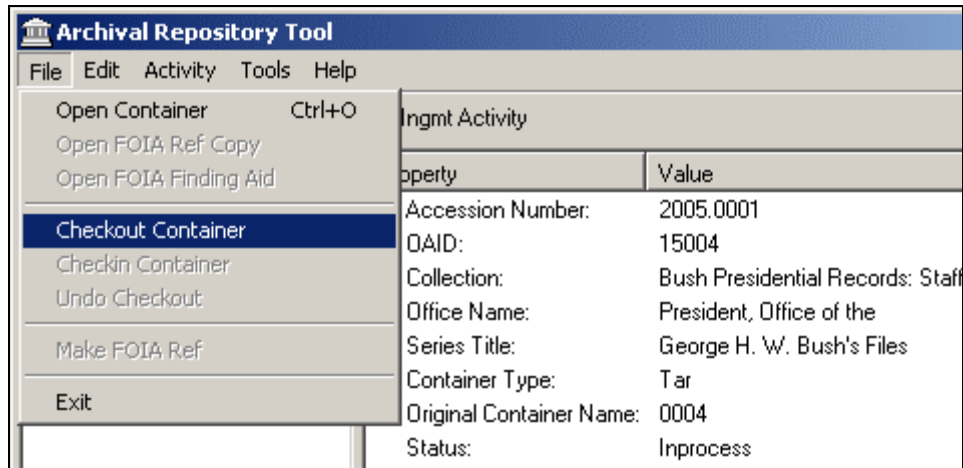 Archival Repository Tool
File Edit Activity Tools Help
Open Container Ctrl+O
Open FOIA Ref Copy
Open FOIA Finding Aid
Checkout Container
Checkin Container
Undo Checkout
Make FOIA Ref
Exit
Ingmt Activity
operty Value
Accession Number: 2005.0001
OAID: 15004
Collection: Bush Presidential Records: Staff
Office Name: President, Office of the
Series Title: George H. W. Bush's Files
Container Type: Tar
Original Container Name: 0004
Status: Inprocess